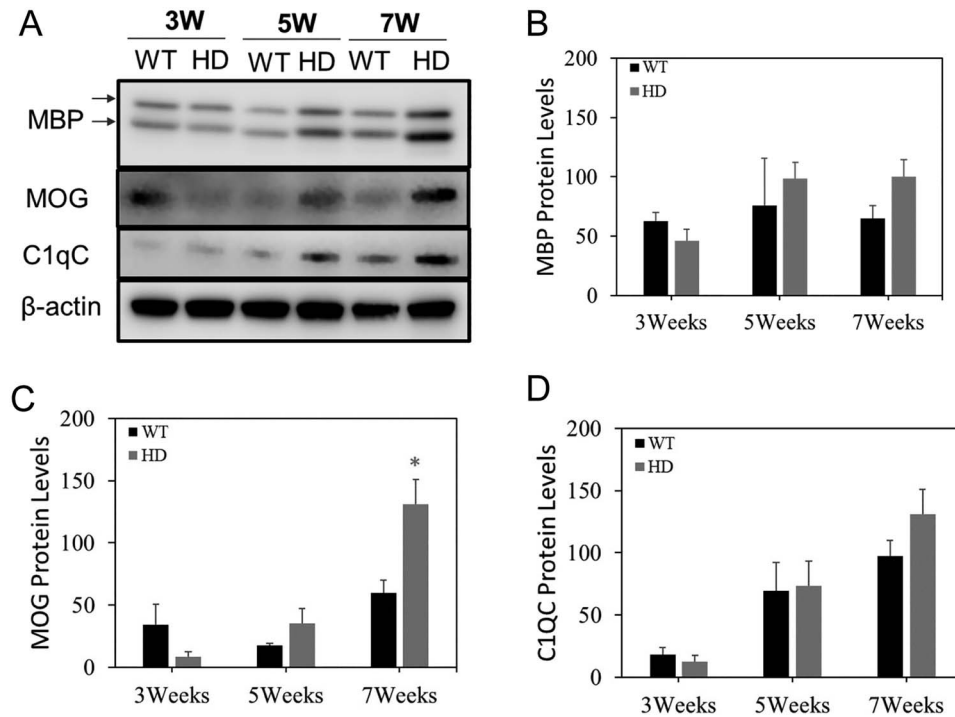 A
3W 5W 7W
WT HD WT HD WT HD
MBP
MOG
C1qC
β-actin
B
MBP Protein Levels
200
150
100
50
0
WT
HD
3Weeks 5Weeks 7Weeks
C
MOG Protein Levels
200
150
100
50
0
WT
HD
*
3Weeks 5Weeks 7Weeks
D
C1QC Protein Levels
200
150
100
50
0
WT
HD
3Weeks 5Weeks 7Weeks